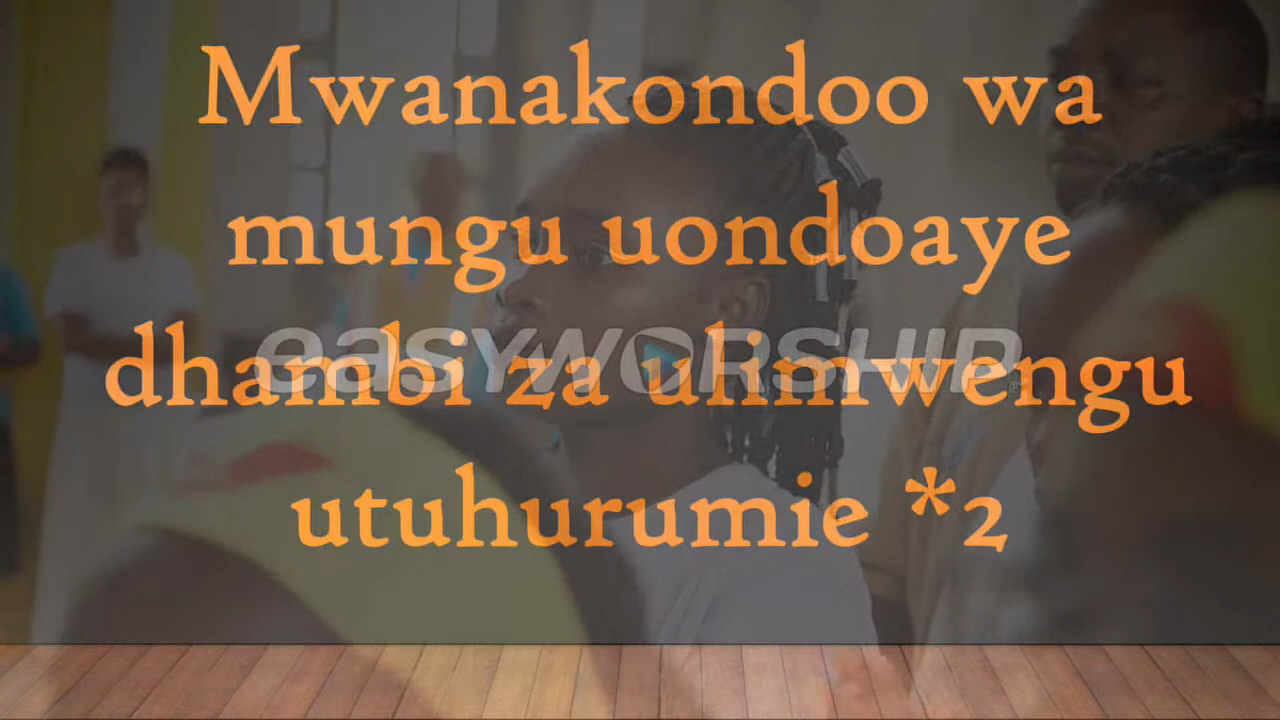 Mwanakondoo wa
mungu uondoaye
dhambi za ulimwengu
easyworship
utuhurumie *2